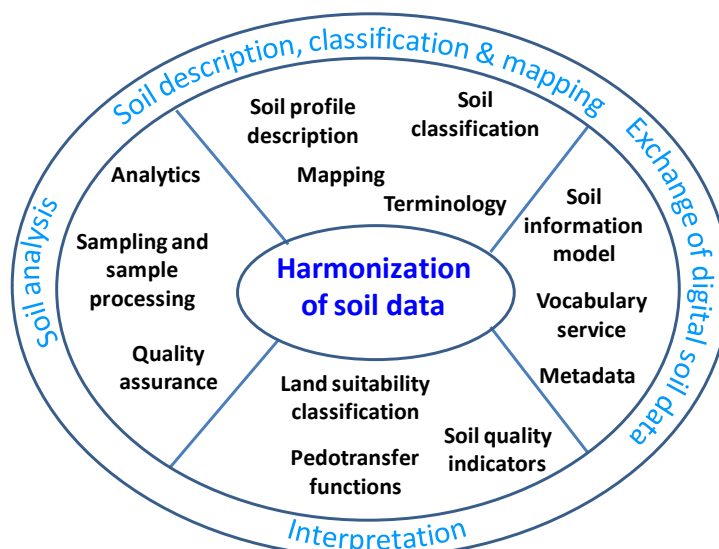 Soil description, classification & mapping
Soil profile
description
Soil
classification
Mapping
Terminology
Exchange of digital soil data
Soil
information
model
Vocabulary
service
Metadata
Soil analysis
Analytics
Sampling and
sample
processing
Quality
assurance
Harmonization
of soil data
Land suitability
classification
Pedotransfer
functions
Soil quality
indicators
Interpretation